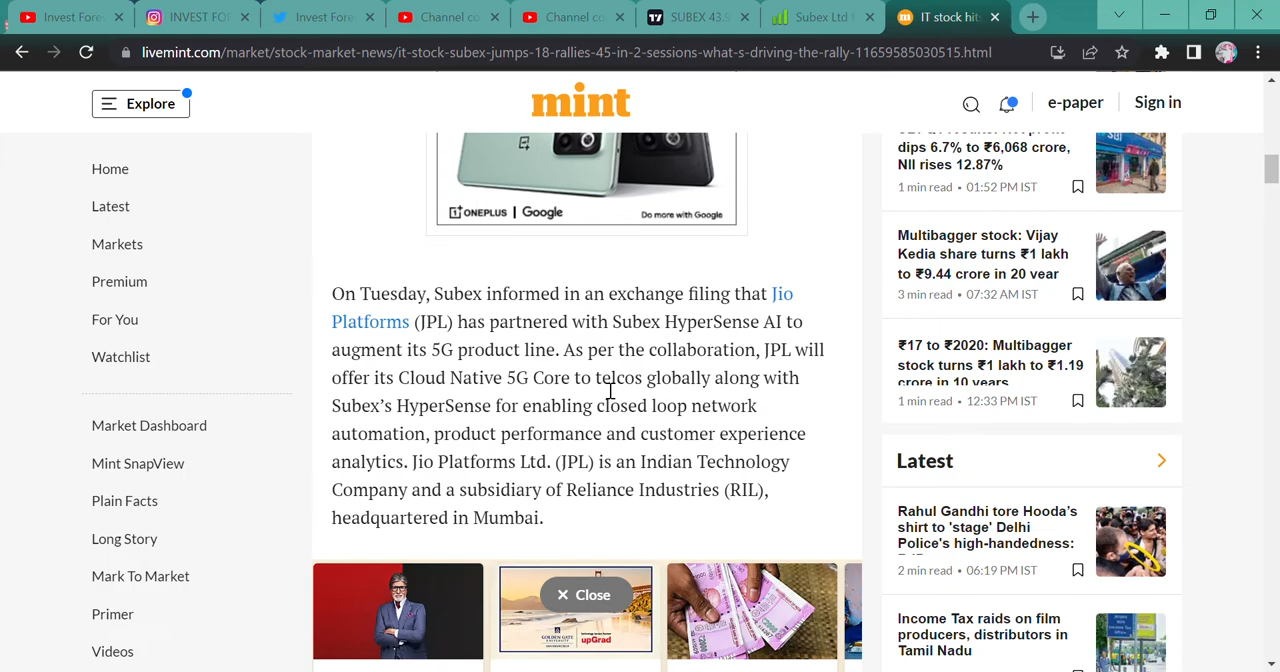 Invest Fore
INVEST FO
Invest Fore
Channel co
Channel co
SUBEX 43.9
Subex Ltd
IT stock hit
livemint.com/market/stock-market-news/it-stock-subex-jumps-18-rallies-45-in-2-sessions-what-s-driving-the-rally-11659585030515.html
Explore
mint
e-paper
Sign in
Home
Latest
Markets
Premium
For You
Watchlist
Market Dashboard
Mint SnapView
Plain Facts
Long Story
Mark To Market
Primer
Videos
ONEPLUS | Google
Do more with Google
On Tuesday, Subex informed in an exchange filing that Jio
Platforms (JPL) has partnered with Subex HyperSense AI to
augment its 5G product line. As per the collaboration, JPL will
offer its Cloud Native 5G Core to telcos globally along with
Subex’s HyperSense for enabling closed loop network
automation, product performance and customer experience
analytics. Jio Platforms Ltd. (JPL) is an Indian Technology
Company and a subsidiary of Reliance Industries (RIL),
headquartered in Mumbai.
GOLDEN GATE
UNIVERSITY
upGrad
✕ Close
dips 6.7% to ₹6,068 crore,
NII rises 12.87%
1 min read • 01:52 PM IST
Multibagger stock: Vijay
Kedia share turns ₹1 lakh
to ₹9.44 crore in 20 year
3 min read • 07:32 AM IST
₹17 to ₹2020: Multibagger
stock turns ₹1 lakh to ₹1.19
crore in 10 years
1 min read • 12:33 PM IST
Latest
Rahul Gandhi tore Hooda’s
shirt to 'stage' Delhi
Police's high-handedness:
2 min read • 06:19 PM IST
Income Tax raids on film
producers, distributors in
Tamil Nadu